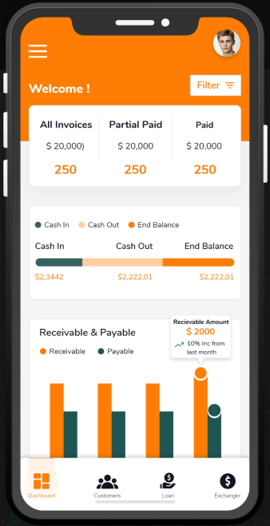 Welcome !
Filter
All Invoices Partial Paid Paid
$ 20,000) $ 20,000 $ 20,000
250 250 250
Cash In Cash Out End Balance
Cash In Cash Out End Balance
$2,3442 $2,222,01 $2,222,01
Recievable Amount
$ 2000
10% Inc from
last month
Receivable & Payable
Receivable Payable
Dashboard Customers Loan Exchanger